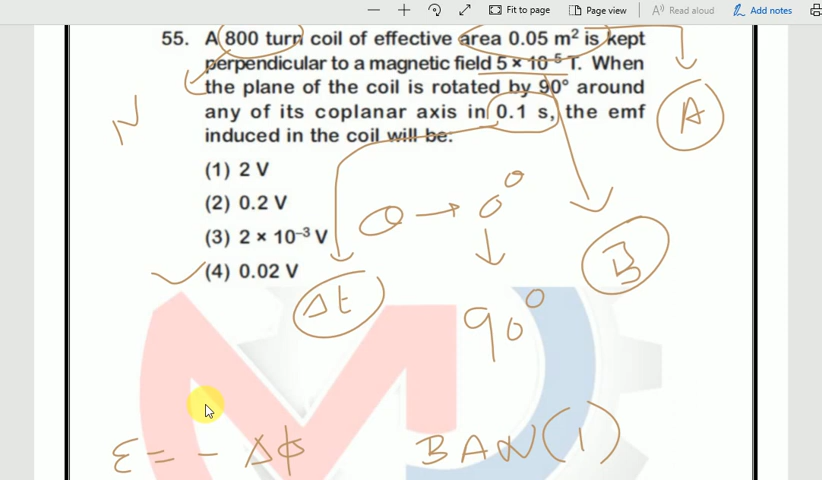 Fit to page Page view Read aloud Add notes
55. A 800 turn coil of effective area 0.05 m² is kept
perpendicular to a magnetic field 5 × 10⁻⁵ T. When
the plane of the coil is rotated by 90° around
any of its coplanar axis in 0.1 s, the emf
induced in the coil will be:
(1) 2 V
(2) 0.2 V
(3) 2 × 10⁻³ V
(4) 0.02 V
N
A
θ → 0°
B
Δt
90°
ε = - Δϕ BAN(1)